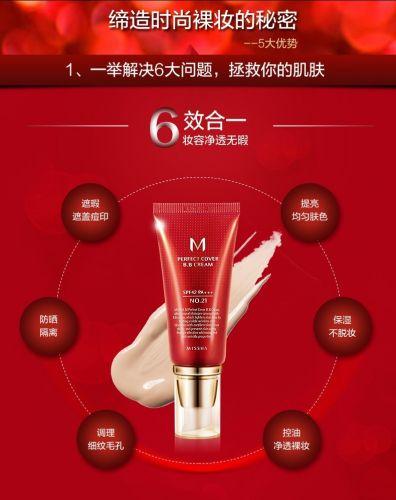 缔造时尚裸妆的秘密
--5大优势
1、一举解决6大问题，拯救你的肌肤
6效合一
妆容净透无暇
遮瑕
遮盖痘印
提亮
均匀肤色
防晒
隔离
保湿
不脱妆
调理
细纹毛孔
控油
净透裸妆
M
PERFECT COVER
B.B CREAM
SPF42 PA+++
NO.21
MISSHA